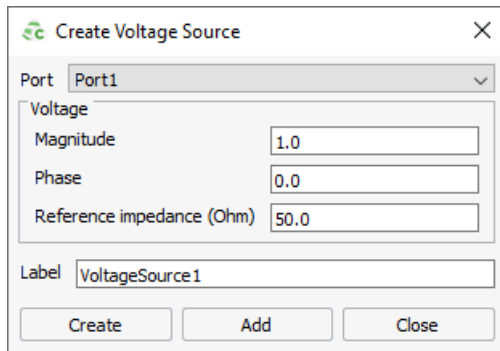 Create Voltage Source
Port Port1
Voltage
Magnitude 1.0
Phase 0.0
Reference impedance (Ohm) 50.0
Label VoltageSource1
Create Add Close